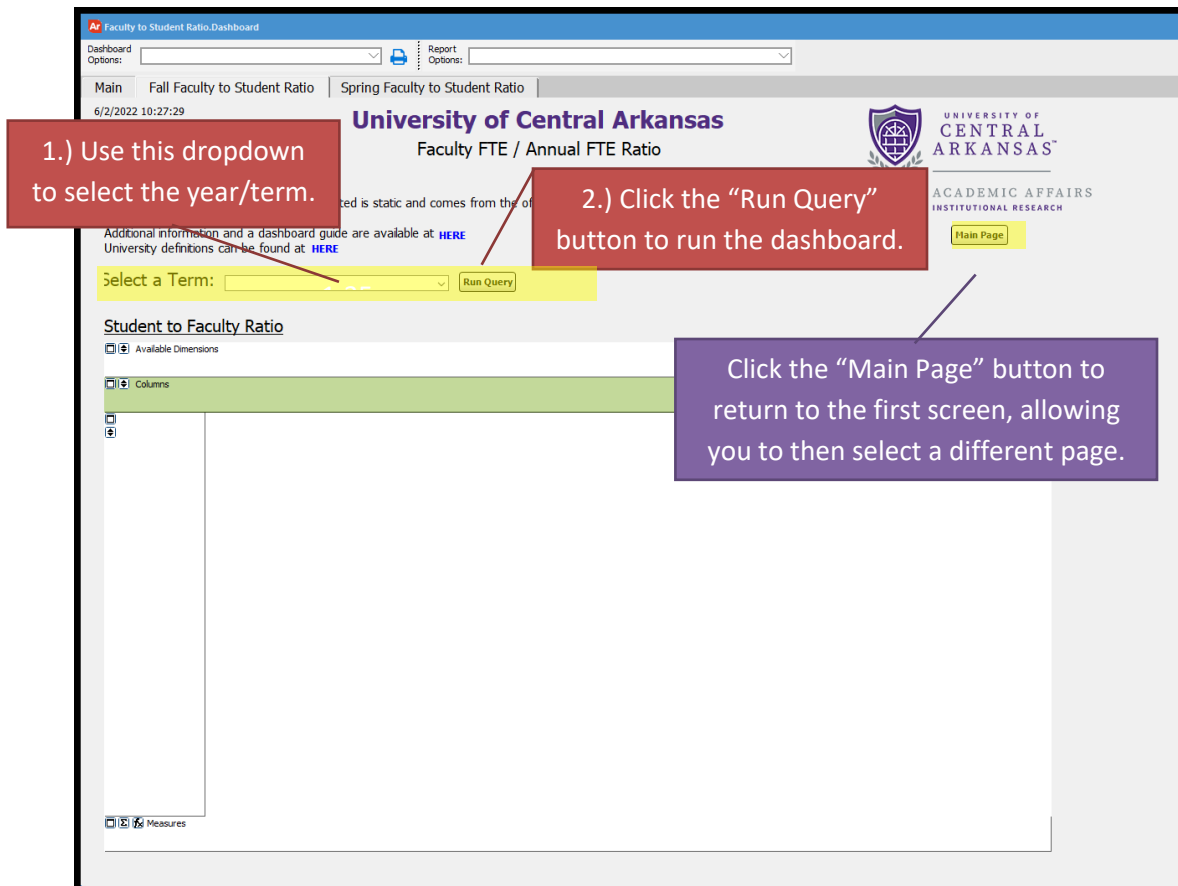 Ar Faculty to Student Ratio.Dashboard
Dashboard Options:
Report Options:
Main Fall Faculty to Student Ratio Spring Faculty to Student Ratio
6/2/2022 10:27:29
University of Central Arkansas
Faculty FTE / Annual FTE Ratio
UNIVERSITY OF
CENTRAL
ARKANSAS™
ACADEMIC AFFAIRS
INSTITUTIONAL RESEARCH
1.) Use this dropdown
to select the year/term.
2.) Click the “Run Query”
button to run the dashboard.
is static and comes from the
Additional information and a dashboard guide are available at HERE
University definitions can be found at HERE
Main Page
Select a Term:
Run Query
Student to Faculty Ratio
Available Dimensions
Columns
Click the “Main Page” button to
return to the first screen, allowing
you to then select a different page.
Σ fx Measures